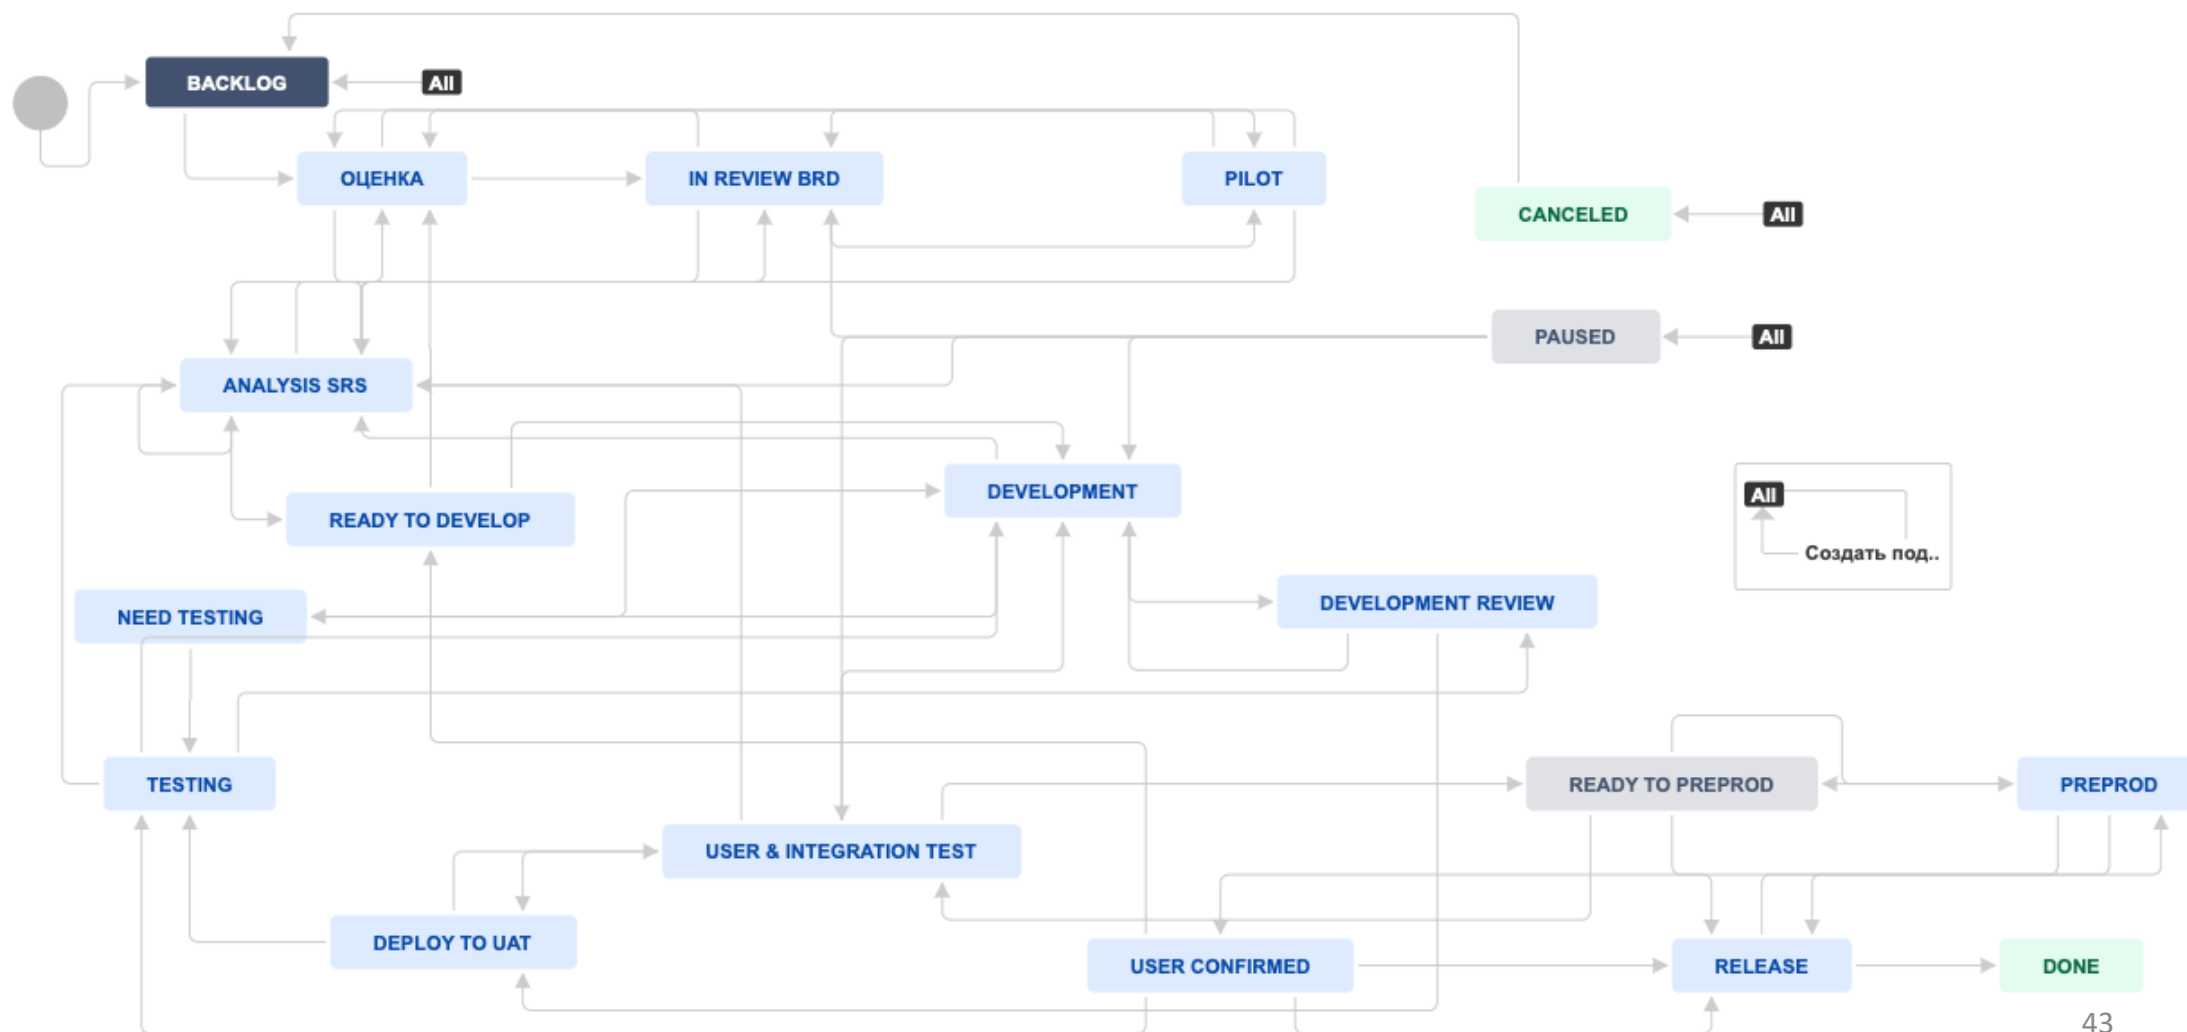 BACKLOG
All
ОЦЕНКА
IN REVIEW BRD
PILOT
CANCELED
All
PAUSED
All
ANALYSIS SRS
DEVELOPMENT
All
READY TO DEVELOP
Создать под..
NEED TESTING
DEVELOPMENT REVIEW
TESTING
READY TO PREPROD
PREPROD
USER & INTEGRATION TEST
DEPLOY TO UAT
USER CONFIRMED
RELEASE
DONE
43